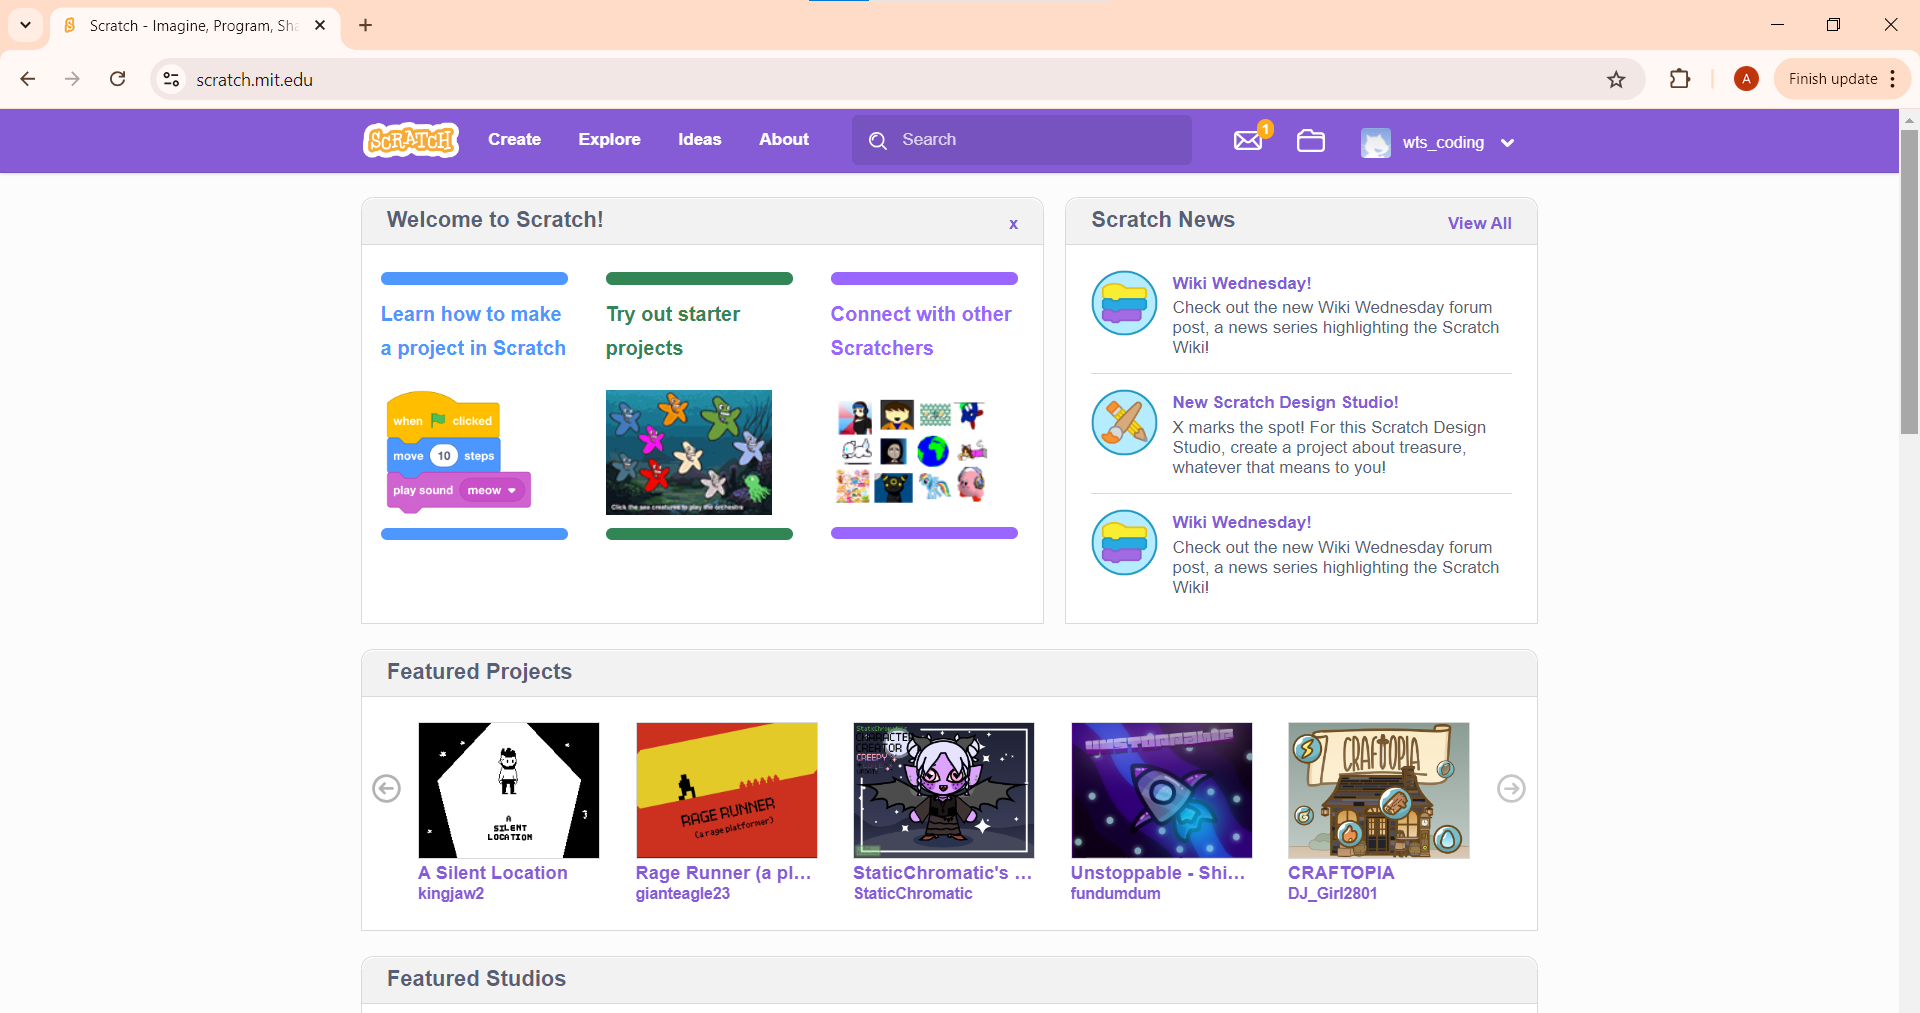 Scratch - Imagine, Program, Sha
scratch.mit.edu
A
Finish update
SCRATCH
Create
Explore
Ideas
About
Search
1
wts_coding
Welcome to Scratch!
x
Learn how to make
a project in Scratch
when clicked
move 10 steps
play sound meow
Try out starter
projects
Click the sea creatures to play the orchestra
Connect with other
Scratchers
Scratch News
View All
Wiki Wednesday!
Check out the new Wiki Wednesday forum
post, a news series highlighting the Scratch
Wiki!
New Scratch Design Studio!
X marks the spot! For this Scratch Design
Studio, create a project about treasure,
whatever that means to you!
Wiki Wednesday!
Check out the new Wiki Wednesday forum
post, a news series highlighting the Scratch
Wiki!
Featured Projects
A
SILENT
LOCATION
A Silent Location
kingjaw2
RAGE RUNNER
(a rage platformer)
Rage Runner (a pl...
gianteagle23
StaticChromatic's
CHARACTER
CREATOR
CREEPY
StaticChromatic's ...
StaticChromatic
UNSTOPPABLE
Unstoppable - Shi...
fundumdum
CRAFTOPIA
CRAFTOPIA
DJ_Girl2801
Featured Studios